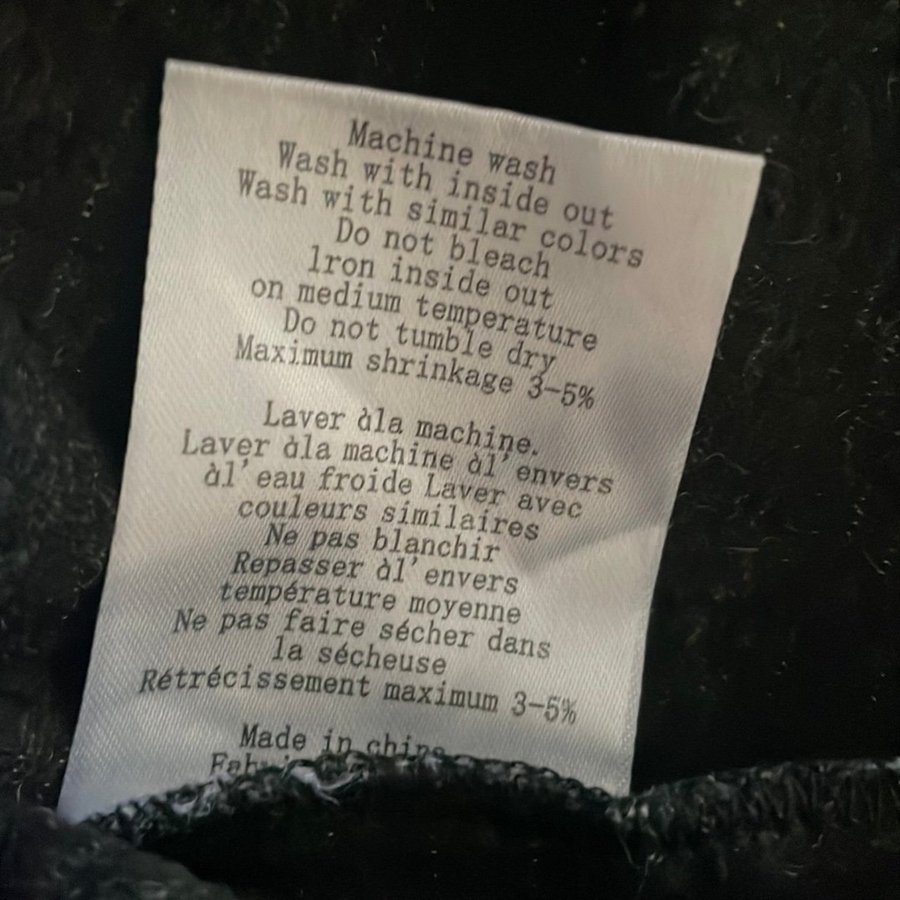 Machine wash
Wash with inside out
Wash with similar colors
Do not bleach
lron inside out
on medium temperature
Do not tumble dry
Maximum shrinkage 3-5%
Laver àla machine.
Laver àla machine àl'envers
àl'eau froide Laver avec
couleurs similaires
Ne pas blanchir
Repasser àl'envers
température moyenne
Ne pas faire sécher dans
la sécheuse
Rétrécissement maximum 3-5%
Made in china